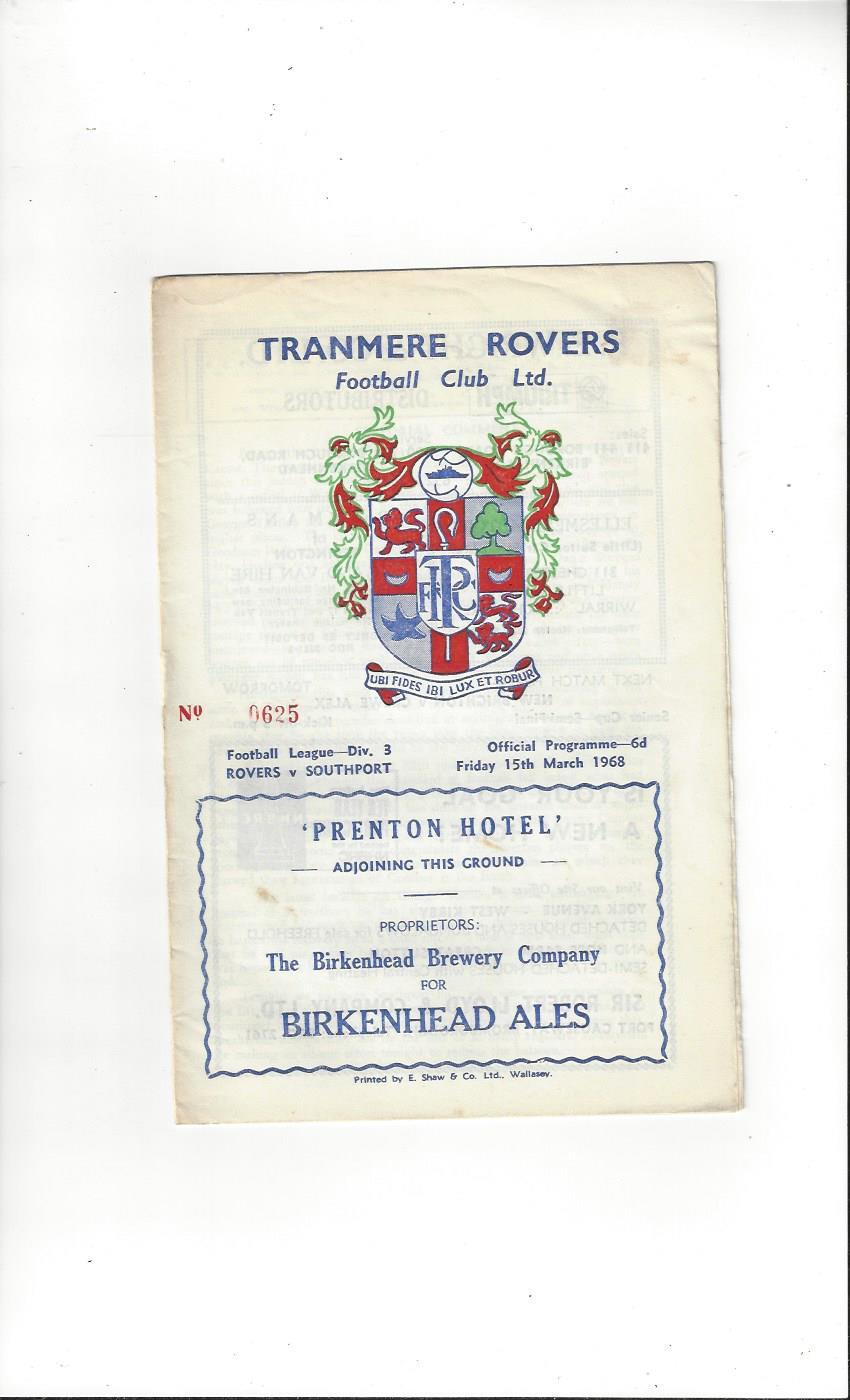 TRANMERE ROVERS
Football Club Ltd.
TRFC
UBI FIDES IBI LUX ET ROBUR
Nº 0625
Football League—Div. 3
ROVERS v SOUTHPORT
Official Programme—6d
Friday 15th March 1968
'PRENTON HOTEL'
— ADJOINING THIS GROUND —
PROPRIETORS:
The Birkenhead Brewery Company
FOR
BIRKENHEAD ALES
Printed by E. Shaw & Co. Ltd., Wallasey.